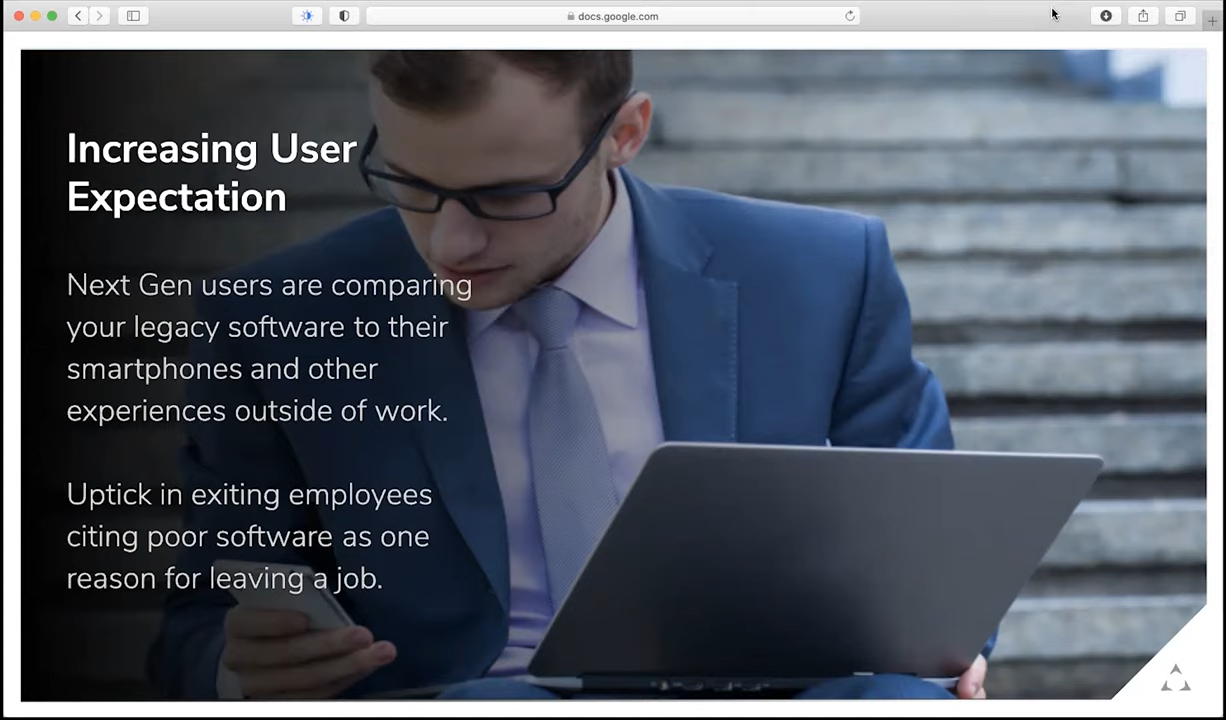 docs.google.com
Increasing User
Expectation
Next Gen users are comparing
your legacy software to their
smartphones and other
experiences outside of work.
Uptick in exiting employees
citing poor software as one
reason for leaving a job.